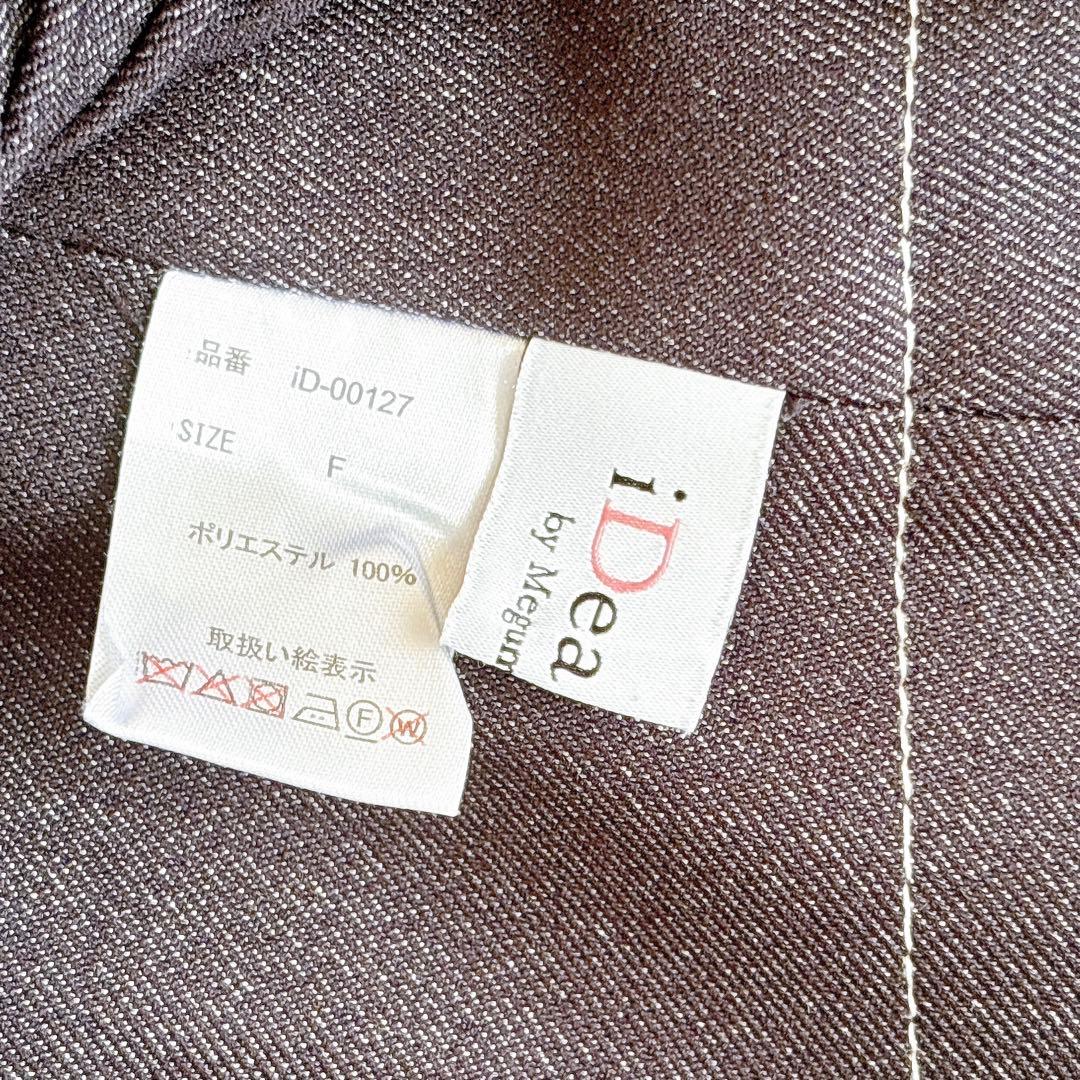 品番 iD-00127
SIZE F
ポリエステル 100%
取扱い絵表示
F W
iDea
by Megum